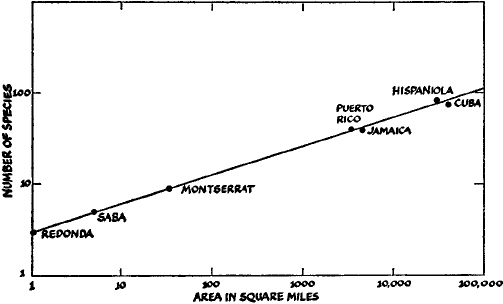 NUMBER OF SPECIES
100
10
1
HISPANIOLA
CUBA
PUERTO
RICO
JAMAICA
MONTSERRAT
SABA
REDONDA
1
10
100
1000
10,000
100,000
AREA IN SQUARE MILES